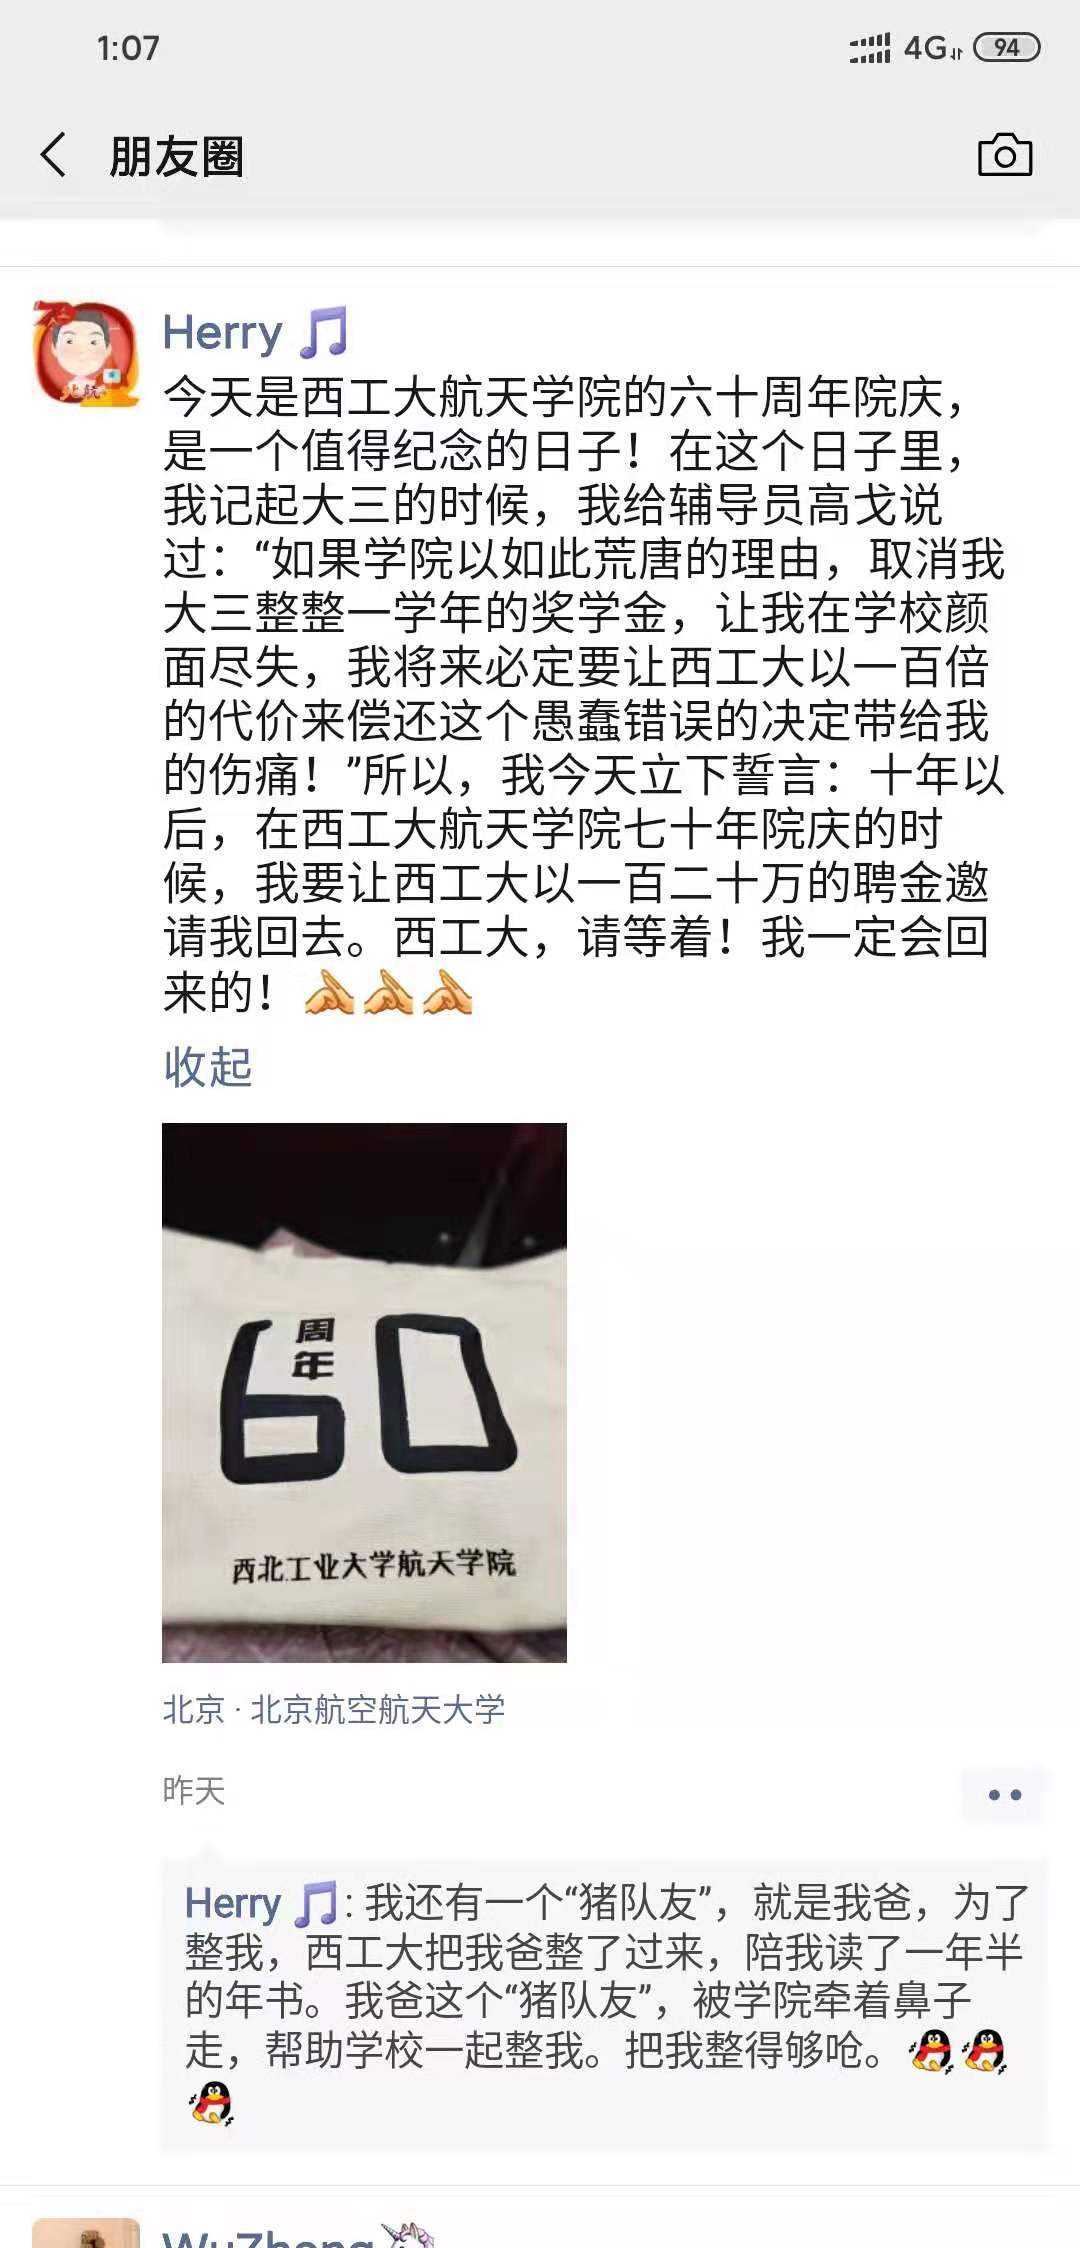 1:07
4G
94
朋友圈
北航
Herry
今天是西工大航天学院的六十周年院庆，
是一个值得纪念的日子！在这个日子里，
我记起大三的时候，我给辅导员高戈说
过：“如果学院以如此荒唐的理由，取消我
大三整整一学年的奖学金，让我在学校颜
面尽失，我将来必定要让西工大以一百倍
的代价来偿还这个愚蠢错误的决定带给我
的伤痛！”所以，我今天立下誓言：十年以
后，在西工大航天学院七十年院庆的时
候，我要让西工大以一百二十万的聘金邀
请我回去。西工大，请等着！我一定会回
来的！
收起
60
周年
西北工业大学航天学院
北京 · 北京航空航天大学
昨天
Herry : 我还有一个“猪队友”，就是我爸，为了
整我，西工大把我爸整了过来，陪我读了一年半
的年书。我爸这个“猪队友”，被学院牵着鼻子
走，帮助学校一起整我。把我整得够呛。
WuZhong